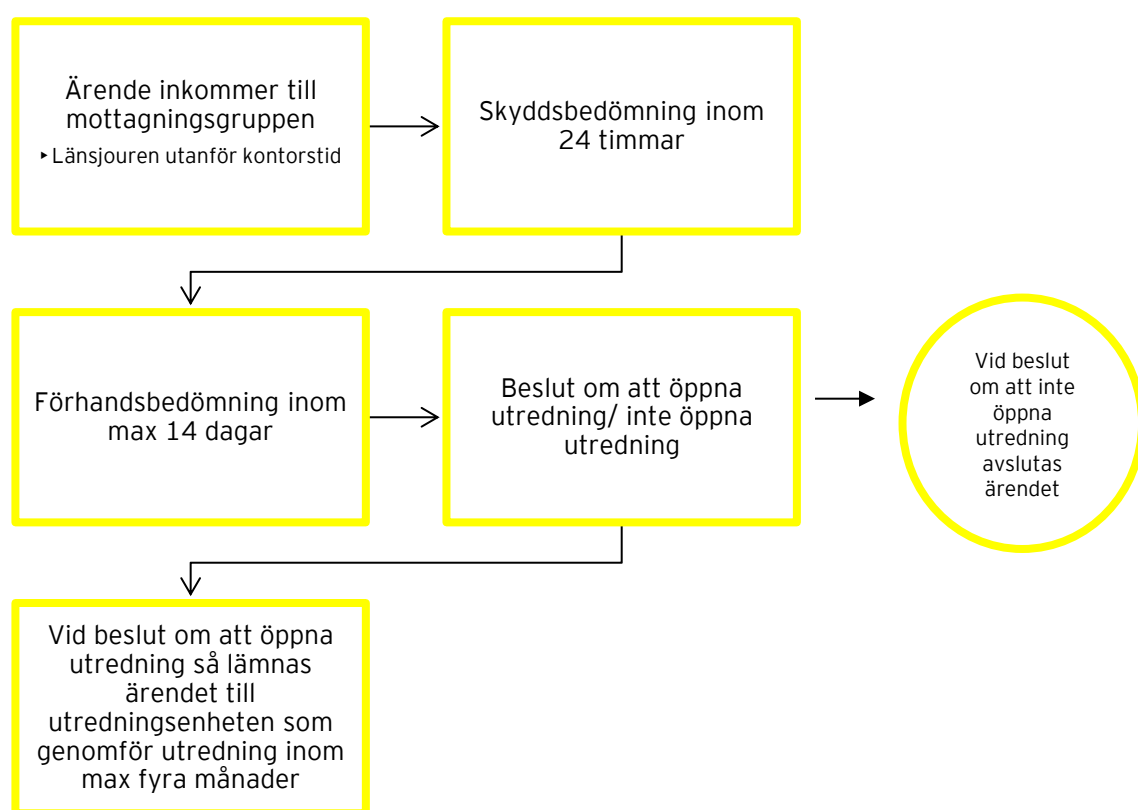 Ärende inkommer till
mottagningsgruppen
▸ Länsjouren utanför kontorstid
Skyddsbedömning inom
24 timmar
Förhandsbedömning inom
max 14 dagar
Beslut om att öppna
utredning/ inte öppna
utredning
Vid beslut
om att inte
öppna
utredning
avslutas
ärendet
Vid beslut om att öppna
utredning så lämnas
ärendet till
utredningsenheten som
genomför utredning inom
max fyra månader